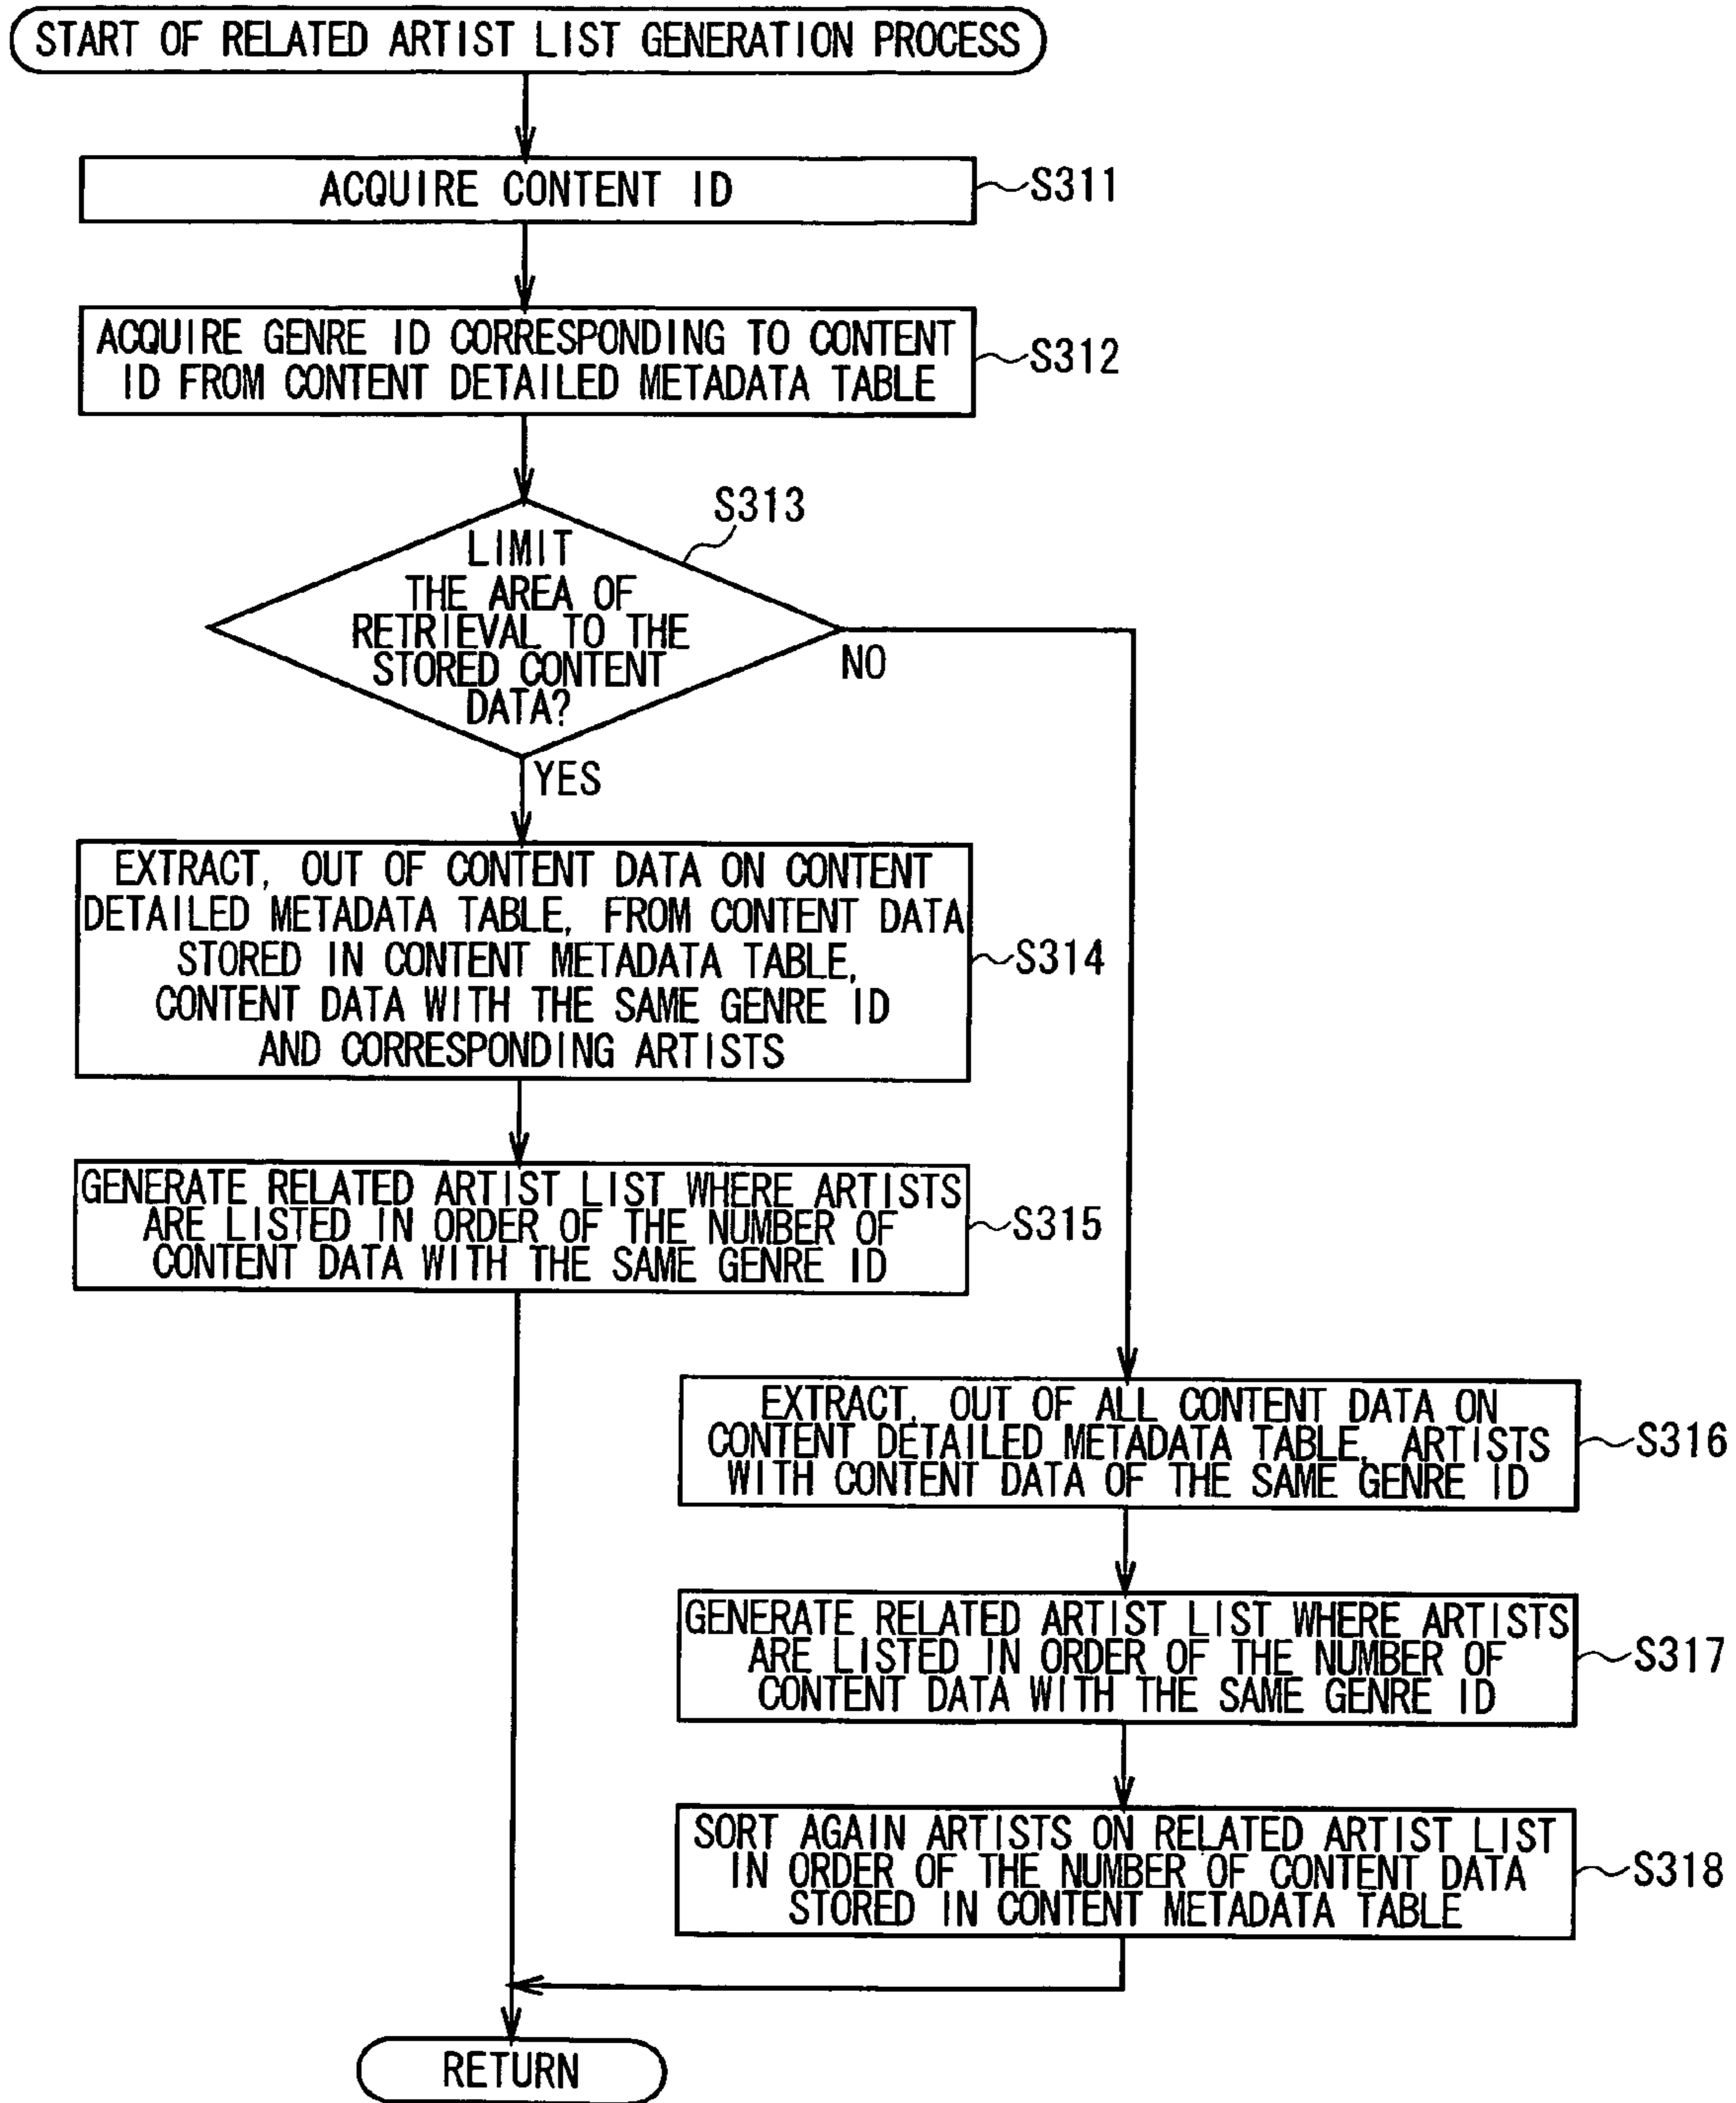 START OF RELATED ARTIST LIST GENERATION PROCESS
ACQUIRE CONTENT ID
S311
ACQUIRE GENRE ID CORRESPONDING TO CONTENT
ID FROM CONTENT DETAILED METADATA TABLE
S312
S313
LIMIT
THE AREA OF
RETRIEVAL TO THE
STORED CONTENT
DATA?
NO
YES
EXTRACT, OUT OF CONTENT DATA ON CONTENT
DETAILED METADATA TABLE, FROM CONTENT DATA
STORED IN CONTENT METADATA TABLE,
CONTENT DATA WITH THE SAME GENRE ID
AND CORRESPONDING ARTISTS
S314
GENERATE RELATED ARTIST LIST WHERE ARTISTS
ARE LISTED IN ORDER OF THE NUMBER OF
CONTENT DATA WITH THE SAME GENRE ID
S315
EXTRACT, OUT OF ALL CONTENT DATA ON
CONTENT DETAILED METADATA TABLE, ARTISTS
WITH CONTENT DATA OF THE SAME GENRE ID
S316
GENERATE RELATED ARTIST LIST WHERE ARTISTS
ARE LISTED IN ORDER OF THE NUMBER OF
CONTENT DATA WITH THE SAME GENRE ID
S317
SORT AGAIN ARTISTS ON RELATED ARTIST LIST
IN ORDER OF THE NUMBER OF CONTENT DATA
STORED IN CONTENT METADATA TABLE
S318
RETURN